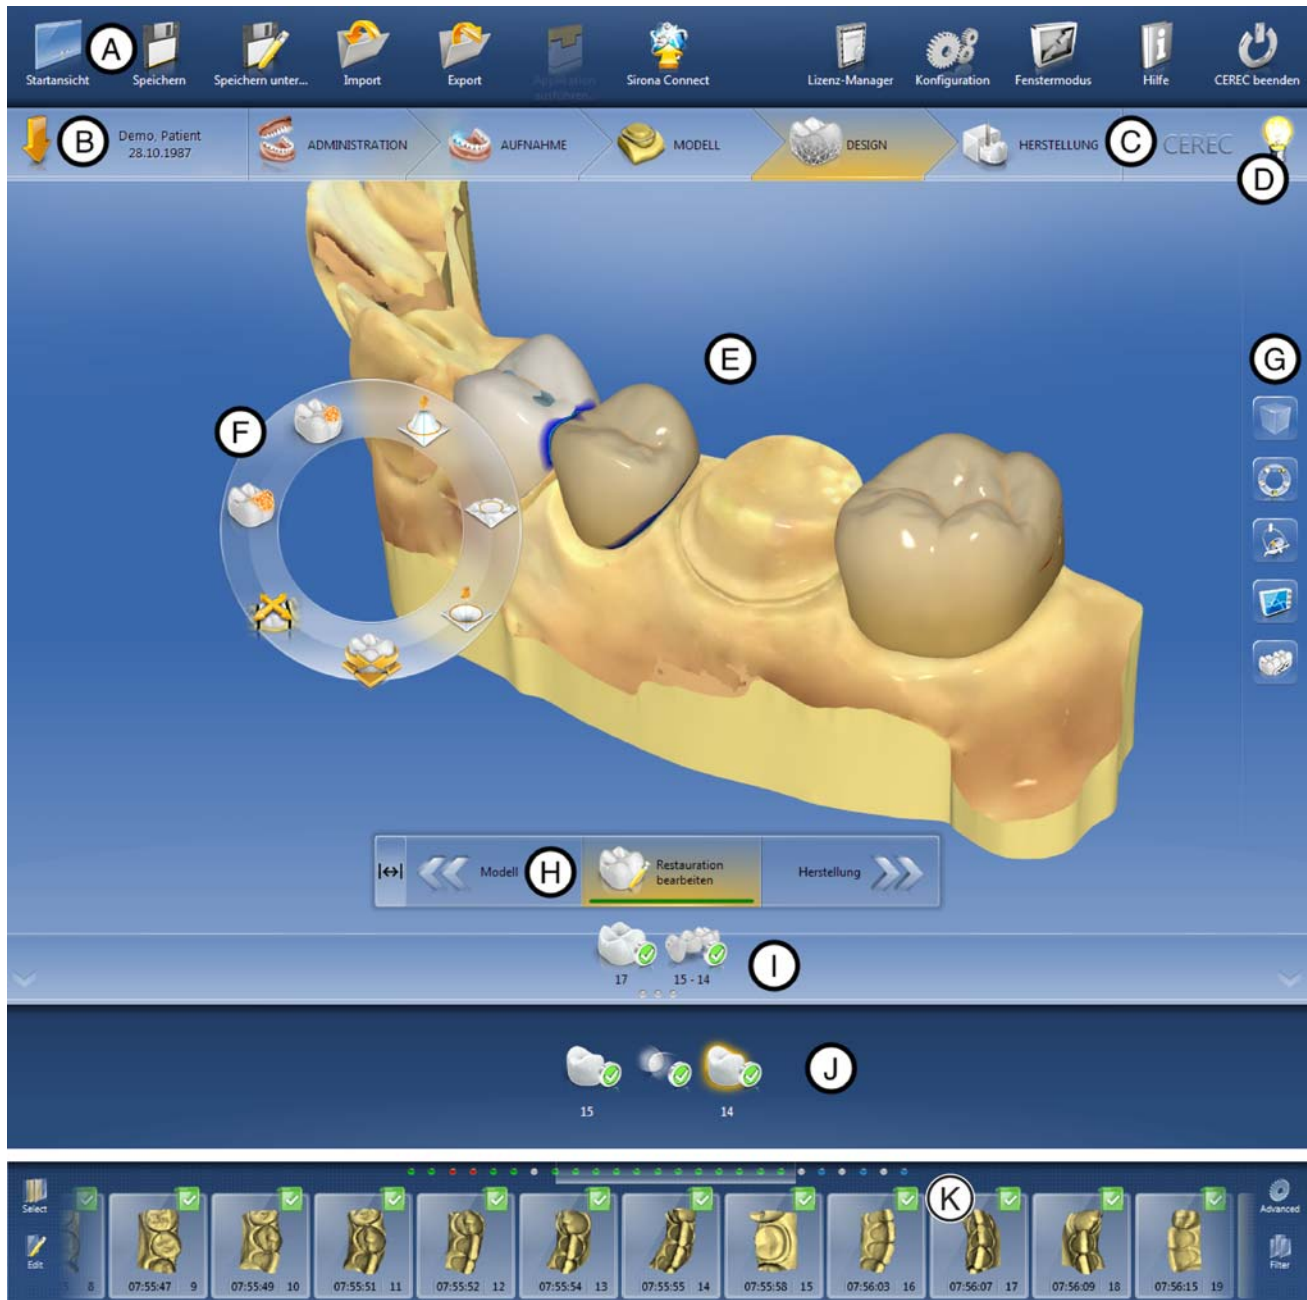 A
Startansicht
Speichern
Speichern unter...
Import
Export
Applikation
ausführen...
Sirona Connect
Lizenz-Manager
Konfiguration
Fenstermodus
Hilfe
CEREC beenden
B
Demo, Patient
28.10.1987
ADMINISTRATION
AUFNAHME
MODELL
DESIGN
HERSTELLUNG
C
CEREC
D
E
F
G
Modell
H
Restauration
bearbeiten
Herstellung
17
15 - 14
I
J
15
14
K
Select
Edit
Advanced
Filter
8
07:55:47 9
07:55:49 10
07:55:51 11
07:55:52 12
07:55:54 13
07:55:55 14
07:55:58 15
07:56:03 16
07:56:07 17
07:56:09 18
07:56:15 19